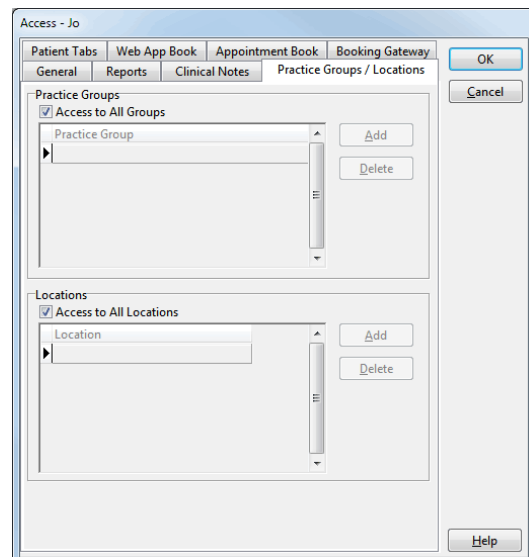 Access - Jo
Patient Tabs Web App Book Appointment Book Booking Gateway
General Reports Clinical Notes Practice Groups / Locations
OK
Cancel
Practice Groups
Access to All Groups
Practice Group
Add
Delete
Locations
Access to All Locations
Location
Add
Delete
Help